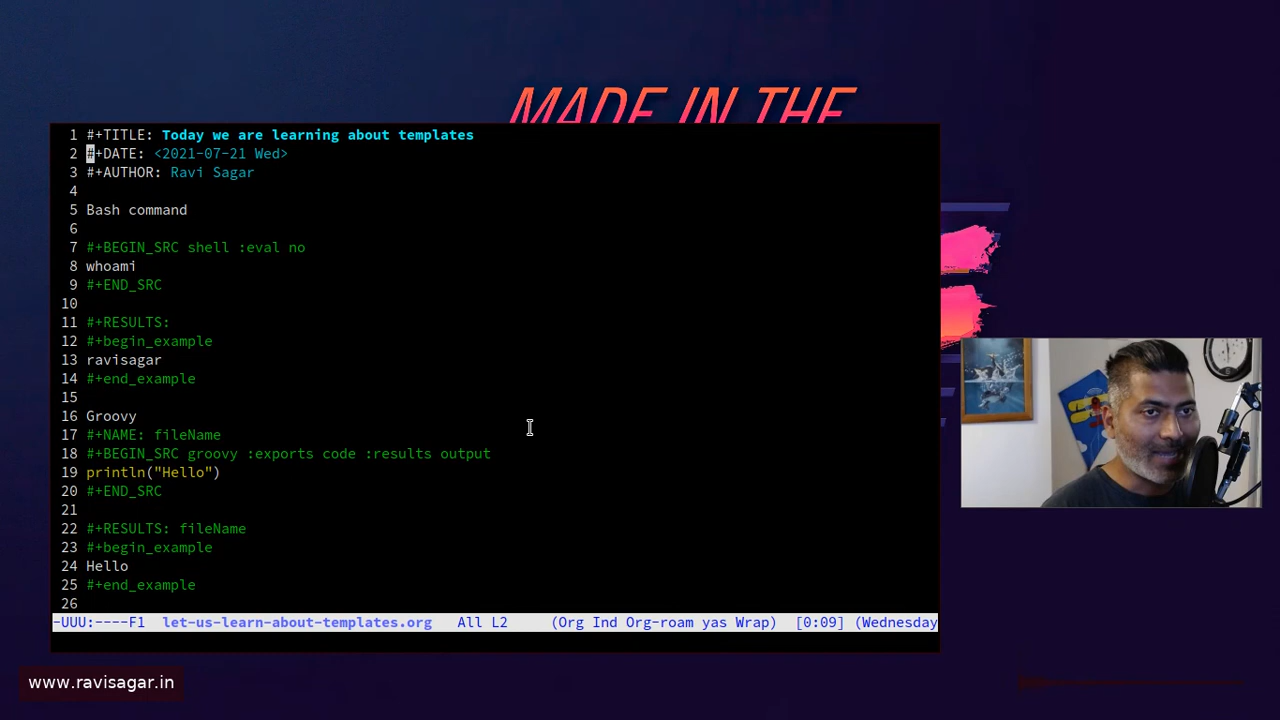 MADE IN THE
1 #+TITLE: Today we are learning about templates
2 #+DATE: <2021-07-21 Wed>
3 #+AUTHOR: Ravi Sagar
4
5 Bash command
6
7 #+BEGIN_SRC shell :eval no
8 whoami
9 #+END_SRC
10
11 #+RESULTS:
12 #+begin_example
13 ravisagar
14 #+end_example
15
16 Groovy
17 #+NAME: fileName
18 #+BEGIN_SRC groovy :exports code :results output
19 println("Hello")
20 #+END_SRC
21
22 #+RESULTS: fileName
23 #+begin_example
24 Hello
25 #+end_example
26
-UUU:----F1 let-us-learn-about-templates.org All L2 (Org Ind Org-roam yas Wrap) [0:09] (Wednesday
www.ravisagar.in